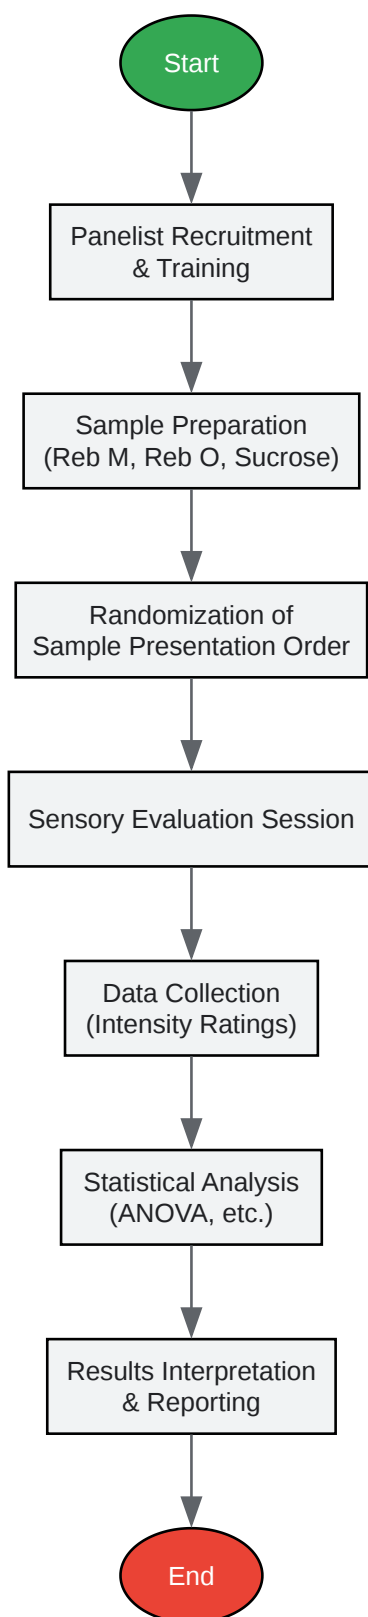 Start
Panelist Recruitment
& Training
Sample Preparation
(Reb M, Reb O, Sucrose)
Randomization of
Sample Presentation Order
Sensory Evaluation Session
Data Collection
(Intensity Ratings)
Statistical Analysis
(ANOVA, etc.)
Results Interpretation
& Reporting
End